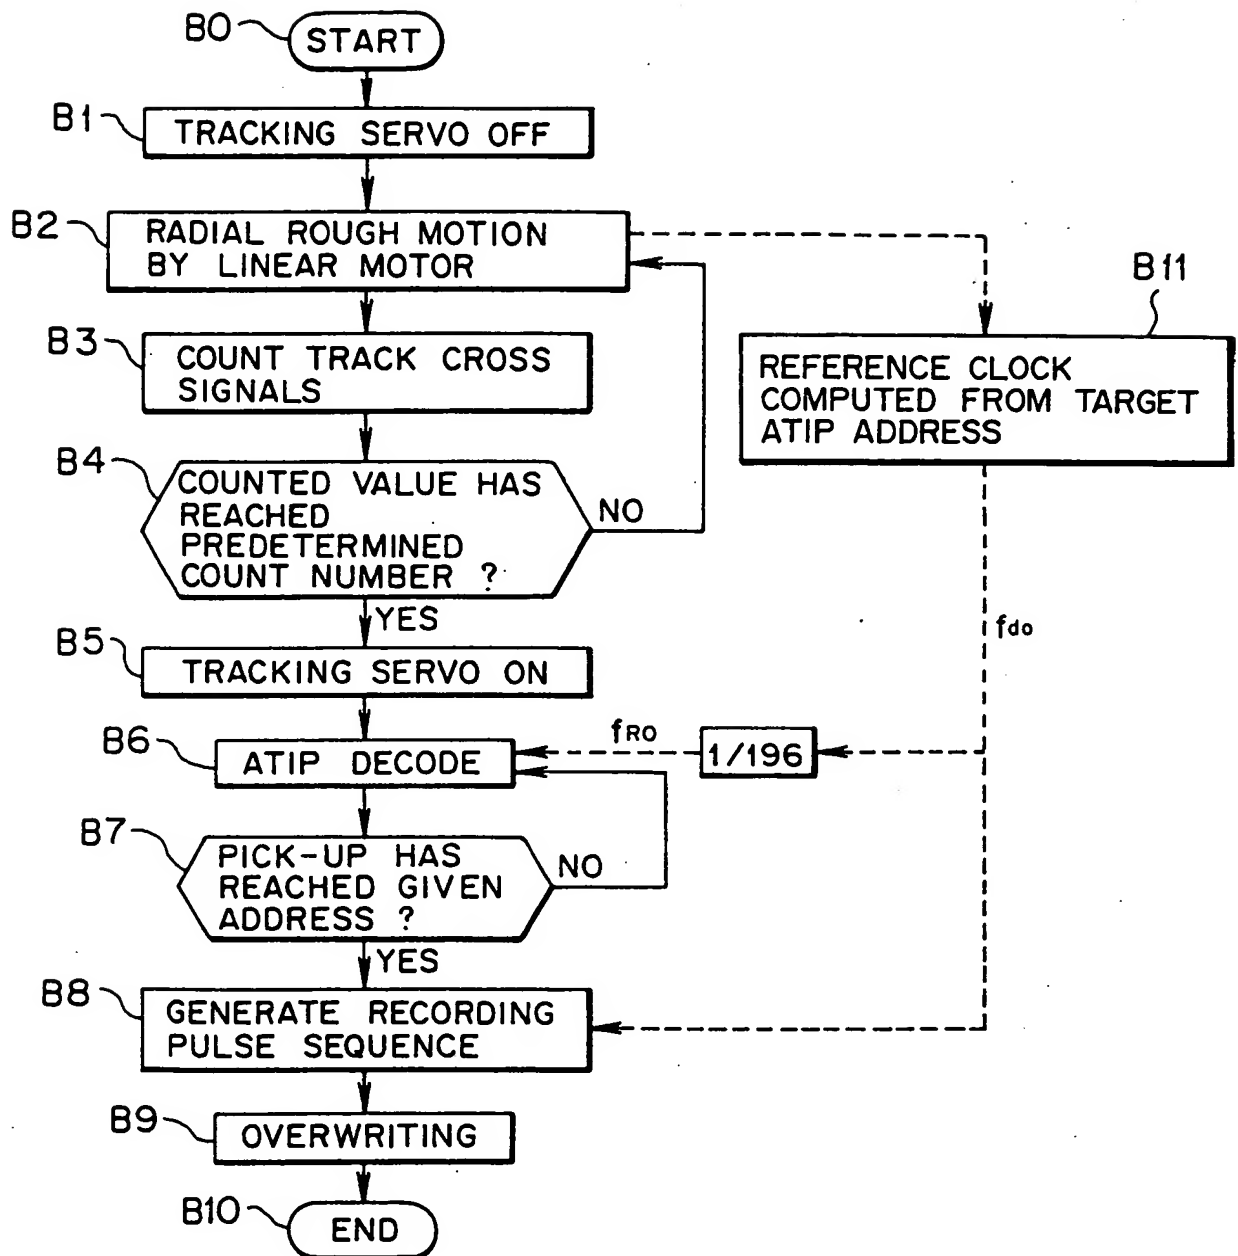 B0
START
B1
TRACKING SERVO OFF
B2
RADIAL ROUGH MOTION
BY LINEAR MOTOR
B11
REFERENCE CLOCK
COMPUTED FROM TARGET
ATIP ADDRESS
B3
COUNT TRACK CROSS
SIGNALS
B4
COUNTED VALUE HAS
REACHED
PREDETERMINED
COUNT NUMBER ?
NO
YES
fdo
B5
TRACKING SERVO ON
B6
ATIP DECODE
fRO
1/196
B7
PICK-UP HAS
REACHED GIVEN
ADDRESS ?
NO
YES
B8
GENERATE RECORDING
PULSE SEQUENCE
B9
OVERWRITING
B10
END